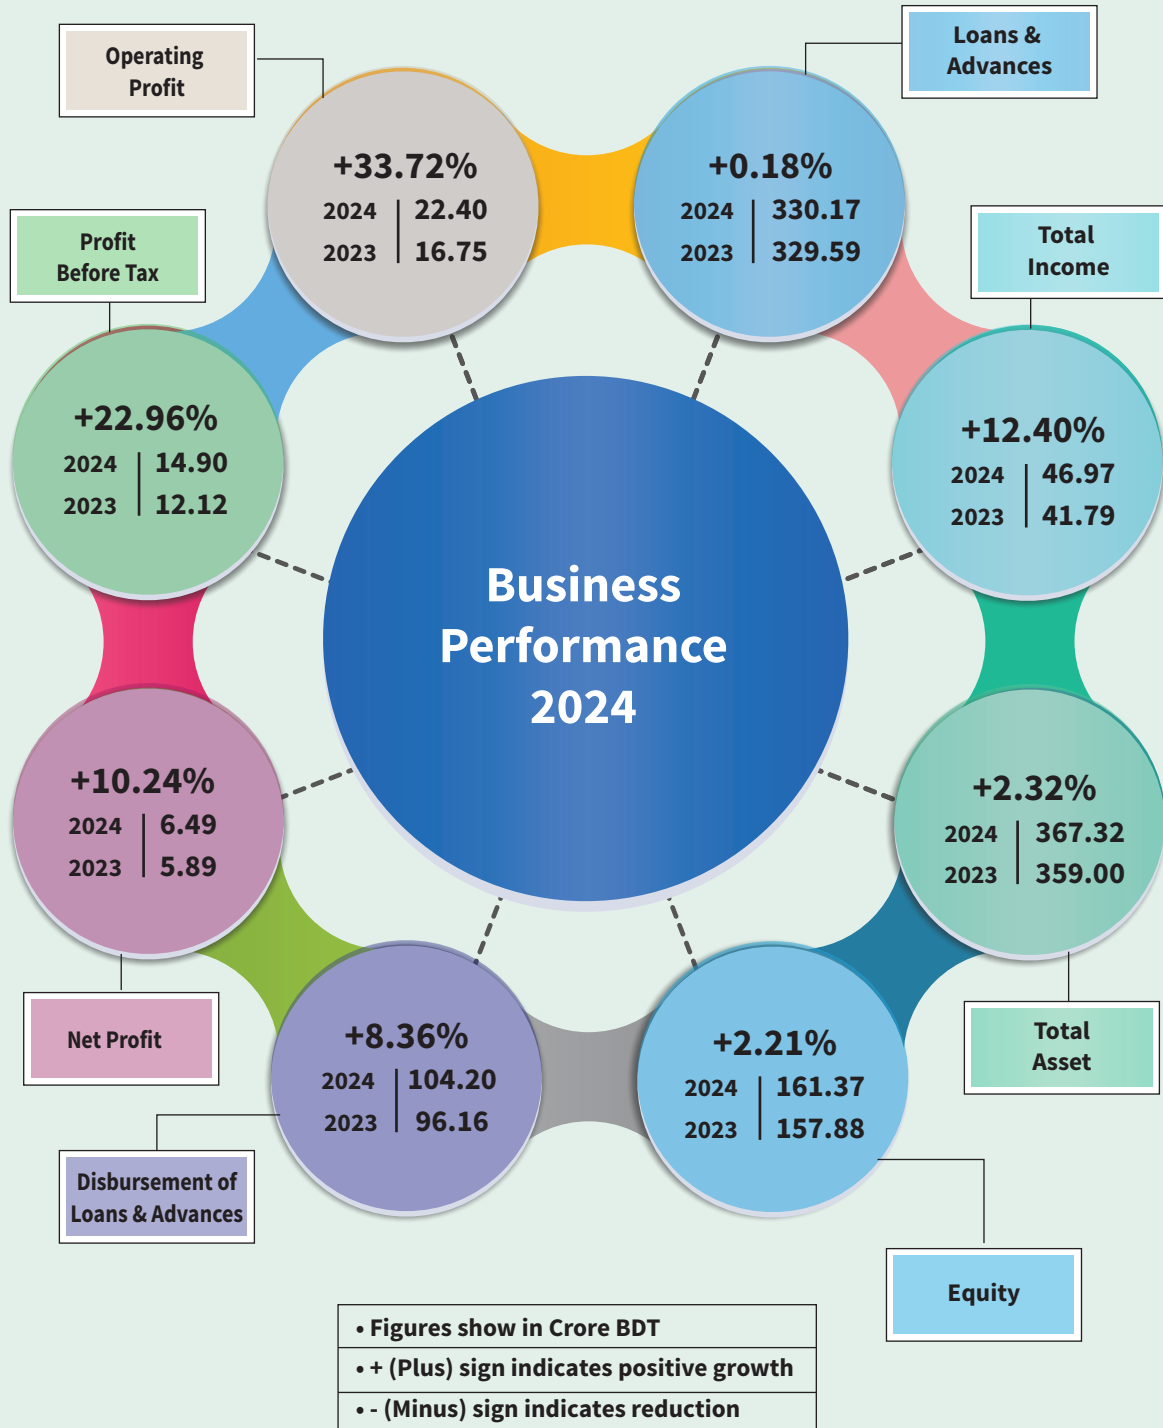 Operating
Profit
+33.72%
2024 22.40
2023 16.75
Loans &
Advances
+0.18%
2024 330.17
2023 329.59
Total
Income
+12.40%
2024 46.97
2023 41.79
Total
Asset
+2.32%
2024 367.32
2023 359.00
Equity
+2.21%
2024 161.37
2023 157.88
Disbursement of
Loans & Advances
+8.36%
2024 104.20
2023 96.16
Net Profit
+10.24%
2024 6.49
2023 5.89
Profit
Before Tax
+22.96%
2024 14.90
2023 12.12
Business
Performance
2024
• Figures show in Crore BDT
• + (Plus) sign indicates positive growth
• - (Minus) sign indicates reduction